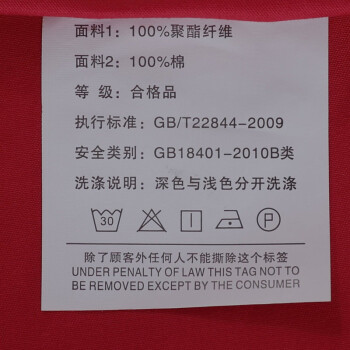 面料1：100%聚酯纤维
面料2：100%棉
等 级：合格品
执行标准：GB/T22844-2009
安全类别：GB18401-2010B类
洗涤说明：深色与浅色分开洗涤
30 P
除了顾客外任何人不能撕除这个标签
UNDER PENALTY OF LAW THIS TAG NOT TO
BE REMOVED EXCEPT BY THE CONSUMER